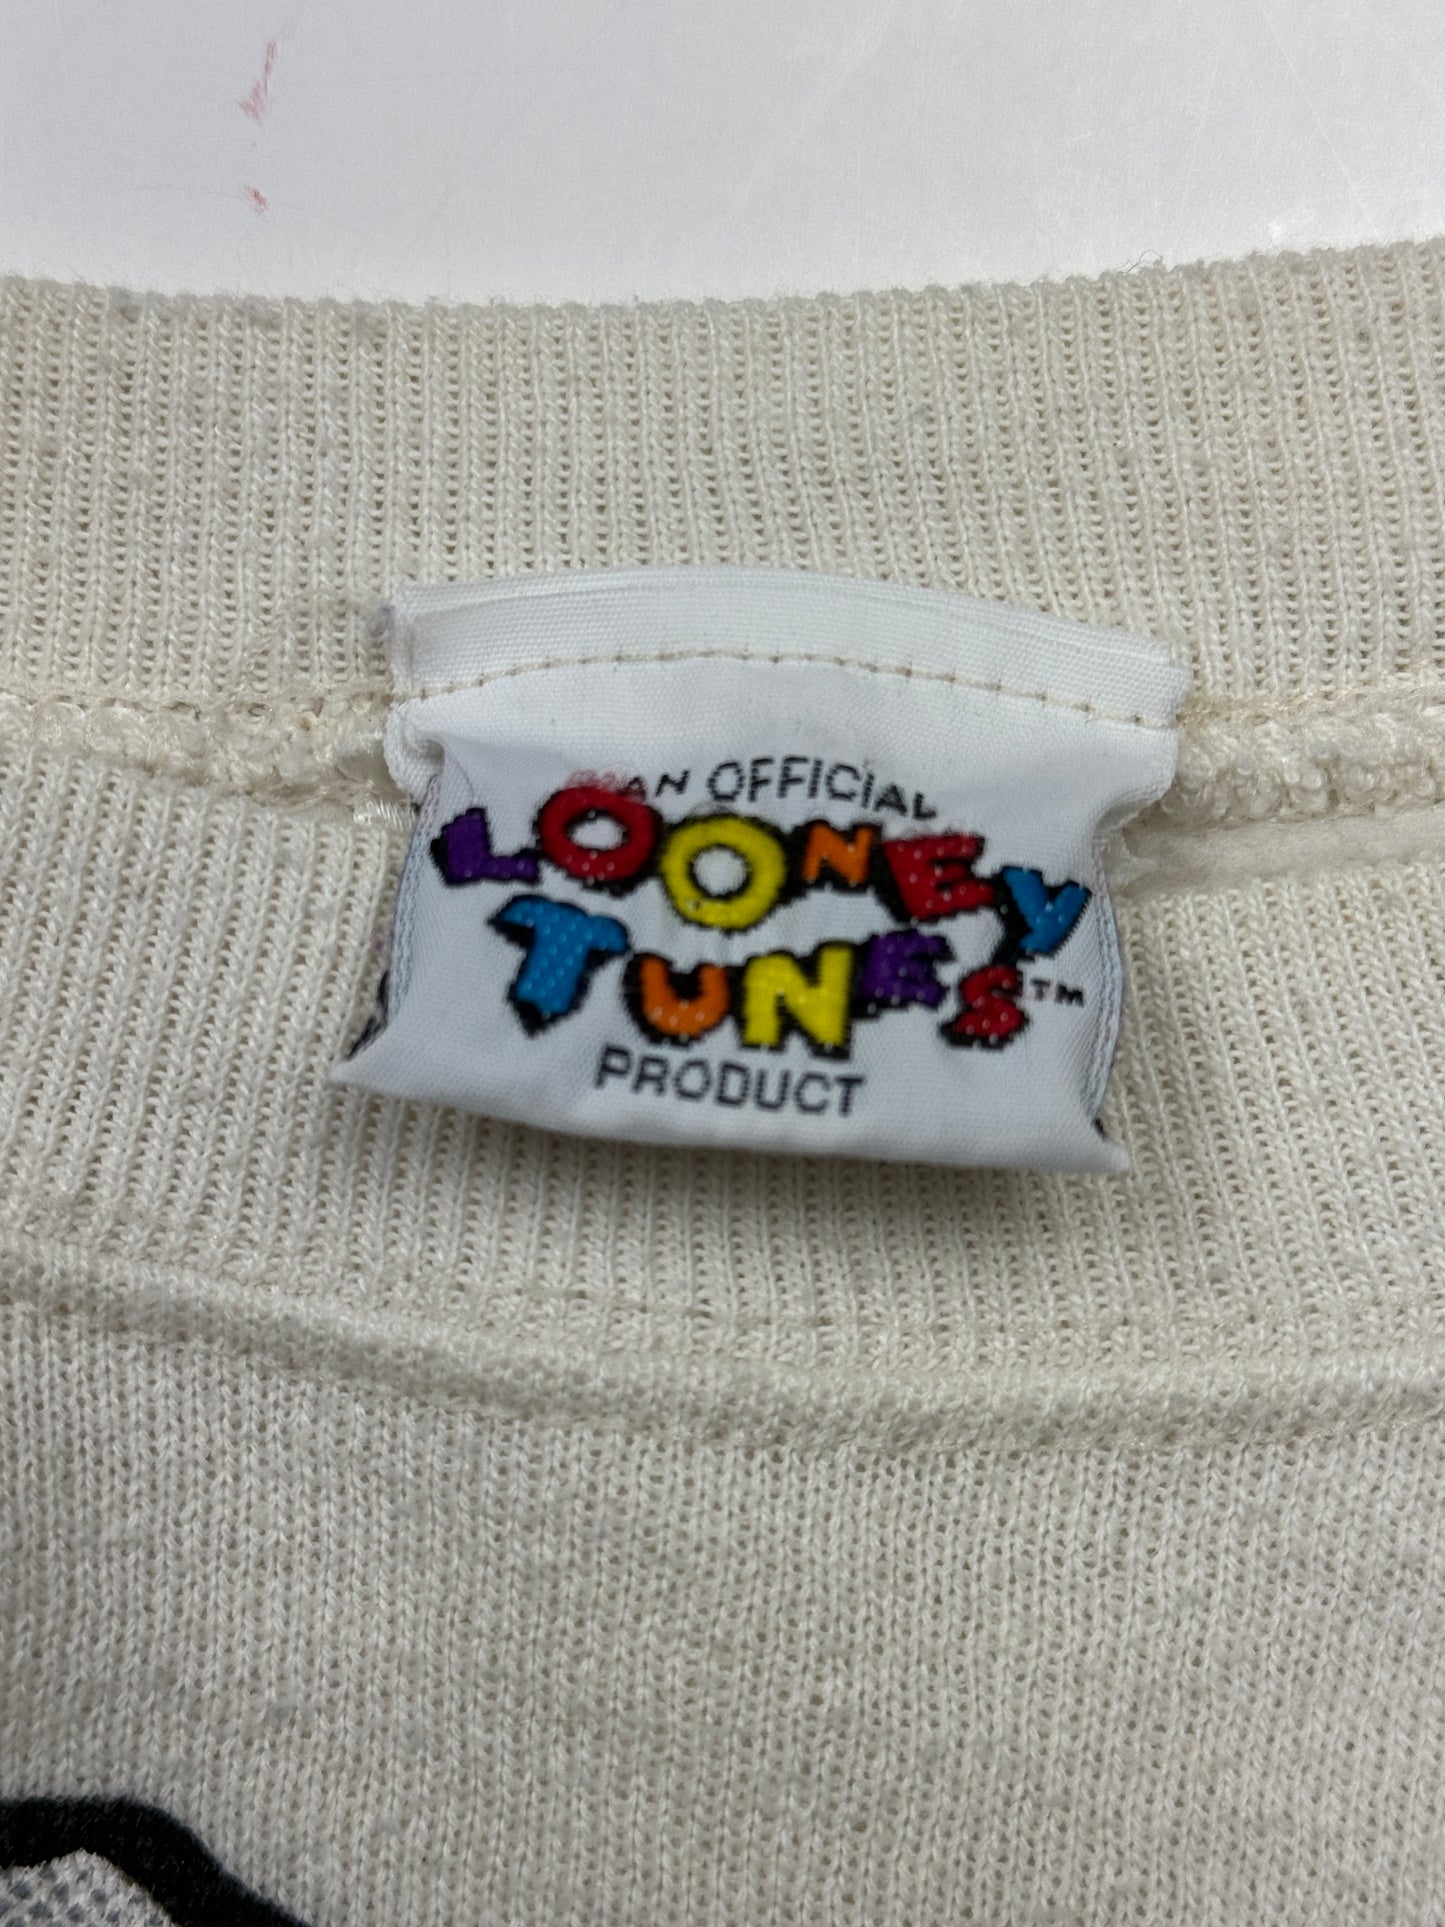 AN OFFICIAL
LOONEY
TUNES™
PRODUCT